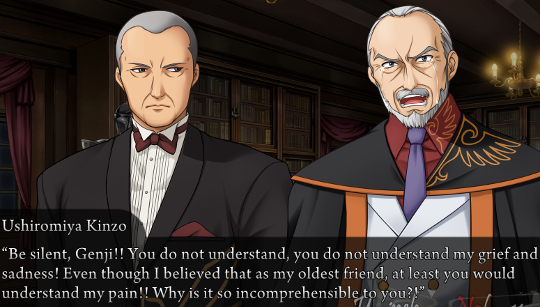 Ushiromiya Kinzo
“Be silent, Genji!! You do not understand, you do not understand my grief and
sadness! Even though I believed that as my oldest friend, at least you would
understand my pain!! Why is it so incomprehensible to you?!”